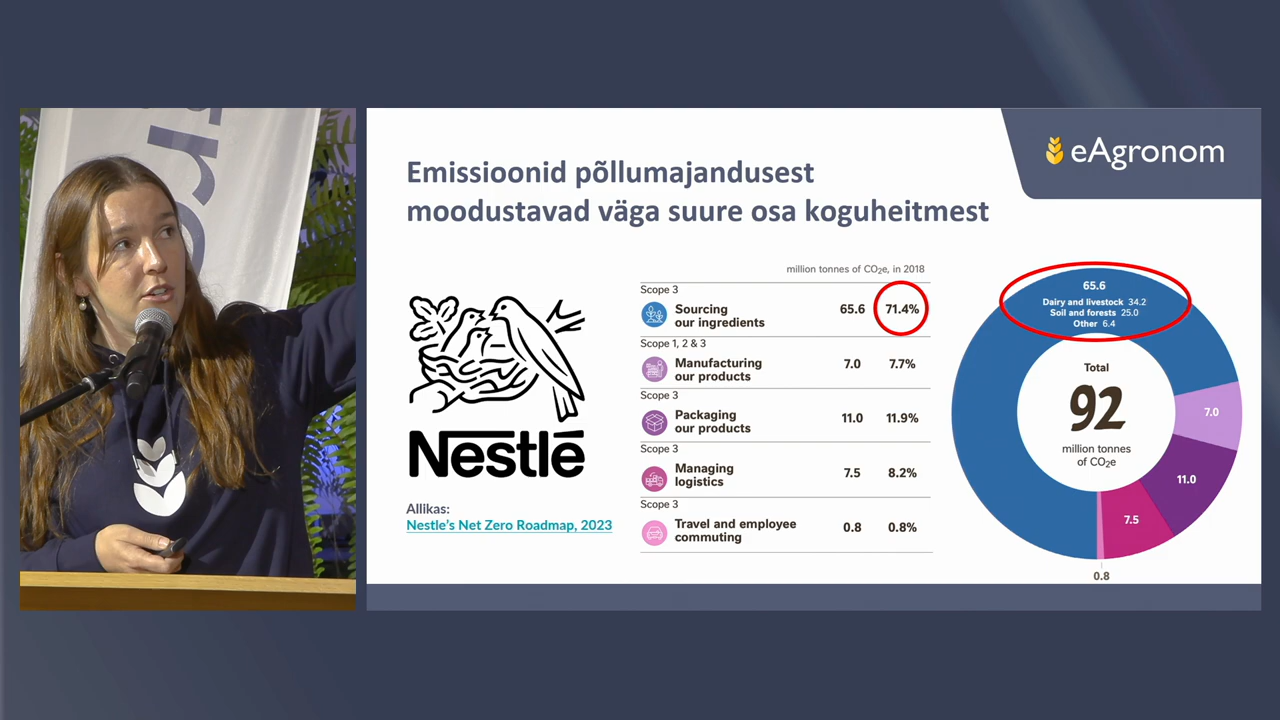 eAgronom
Emissioonid põllumajandusest
moodustavad väga suure osa koguheitmest
million tonnes of CO₂e, in 2018
Scope 3
Sourcing
our ingredients
65.6
71.4%
Scope 1, 2 & 3
Manufacturing
our products
7.0
7.7%
Scope 3
Packaging
our products
11.0
11.9%
Scope 3
Managing
logistics
7.5
8.2%
Scope 3
Travel and employee
commuting
0.8
0.8%
Nestlé
Allikas:
Nestle's Net Zero Roadmap, 2023
65.6
Dairy and livestock 34.2
Soil and forests 25.0
Other 6.4
Total
92
million tonnes
of CO₂e
7.0
11.0
7.5
0.8